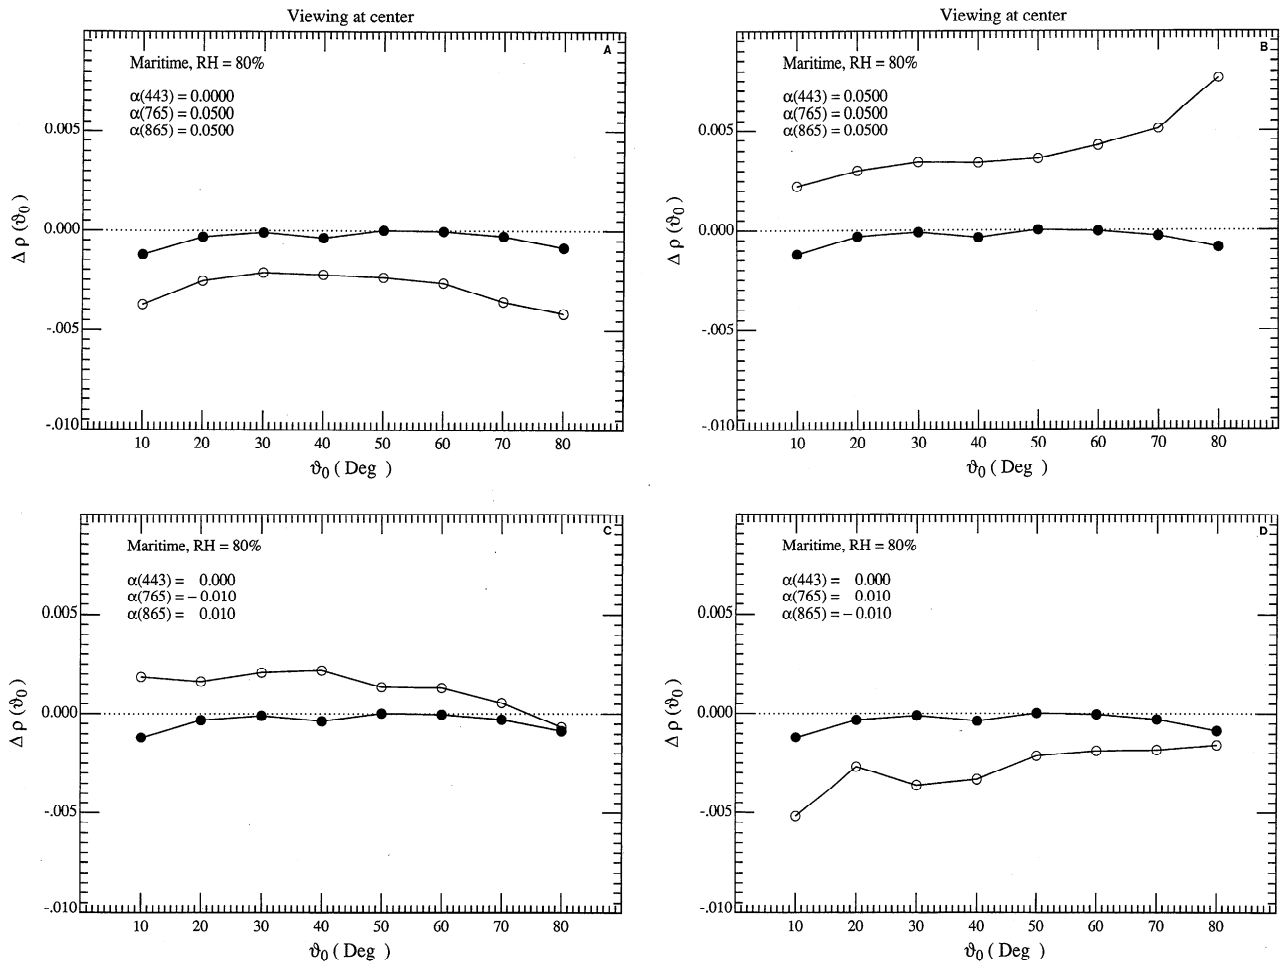 Viewing at center
A
Maritime, RH = 80%
α(443) = 0.0000
α(765) = 0.0500
α(865) = 0.0500
0.005
0.000
-.005
-.010
Δ ρ (ϑ0)
10 20 30 40 50 60 70 80
ϑ0 ( Deg )
Viewing at center
B
Maritime, RH = 80%
α(443) = 0.0500
α(765) = 0.0500
α(865) = 0.0500
0.005
0.000
-.005
-.010
Δ ρ (ϑ0)
10 20 30 40 50 60 70 80
ϑ0 ( Deg )
C
Maritime, RH = 80%
α(443) = 0.000
α(765) = − 0.010
α(865) = 0.010
0.005
0.000
-.005
-.010
Δ ρ (ϑ0)
10 20 30 40 50 60 70 80
ϑ0 ( Deg )
D
Maritime, RH = 80%
α(443) = 0.000
α(765) = 0.010
α(865) = − 0.010
0.005
0.000
-.005
-.010
Δ ρ (ϑ0)
10 20 30 40 50 60 70 80
ϑ0 ( Deg )